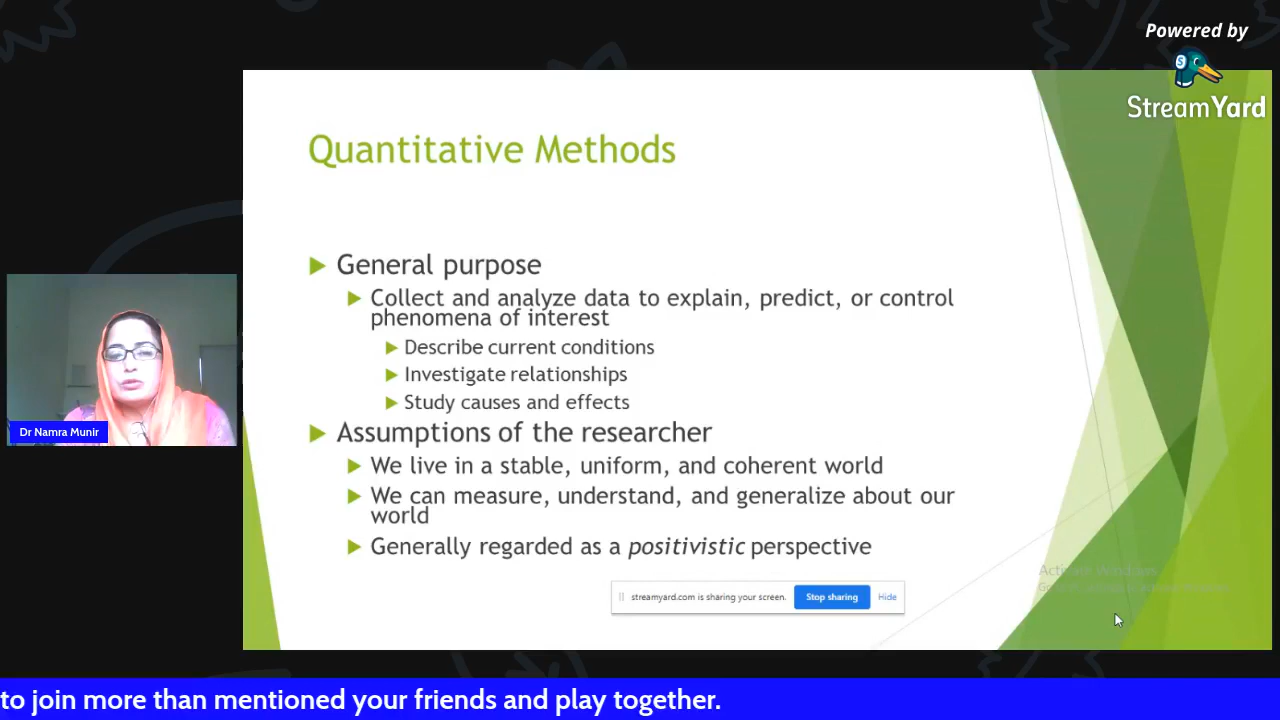 Powered by
StreamYard
Quantitative Methods
General purpose
Collect and analyze data to explain, predict, or control
phenomena of interest
Describe current conditions
Investigate relationships
Study causes and effects
Assumptions of the researcher
We live in a stable, uniform, and coherent world
We can measure, understand, and generalize about our
world
Generally regarded as a positivistic perspective
Dr Namra Munir
Activate Windows
streamyard.com is sharing your screen.
Stop sharing
Hide
to join more than mentioned your friends and play together.